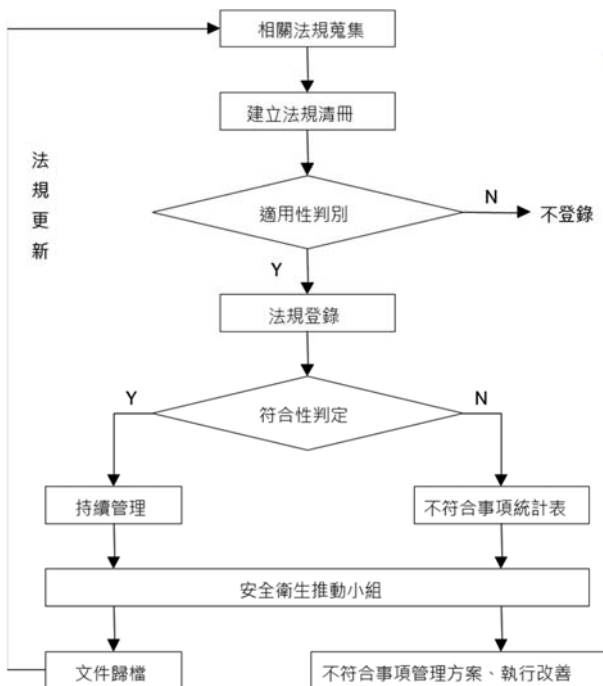 相關法規蒐集
建立法規清冊
法規更新
適用性判別
N
不登錄
Y
法規登錄
Y
符合性判定
N
持續管理
不符合事項統計表
安全衛生推動小組
文件歸檔
不符合事項管理方案、執行改善